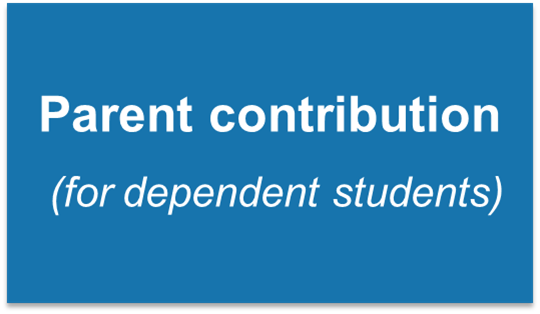 Parent contribution
(for dependent students)